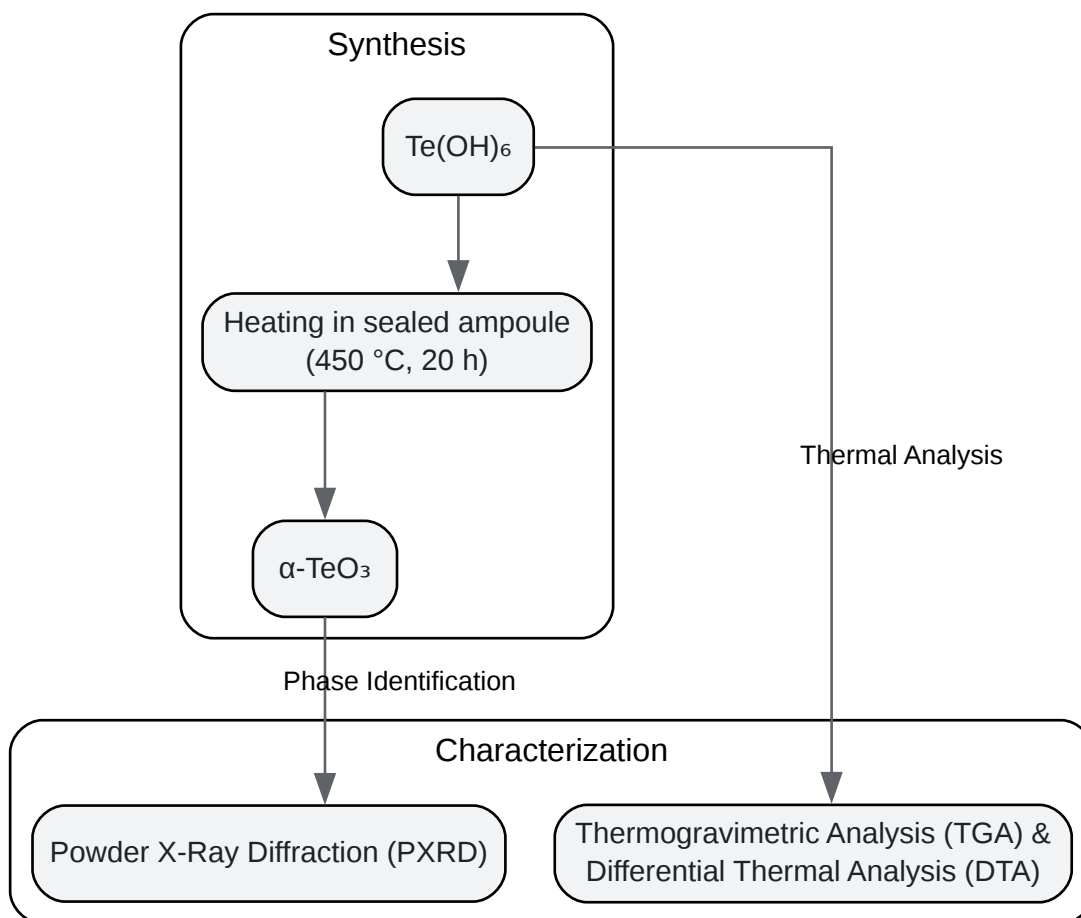 Synthesis
Te(OH)₆
Heating in sealed ampoule
(450 °C, 20 h)
Thermal Analysis
α-TeO₃
Phase Identification
Characterization
Powder X-Ray Diffraction (PXRD)
Thermogravimetric Analysis (TGA) &
Differential Thermal Analysis (DTA)